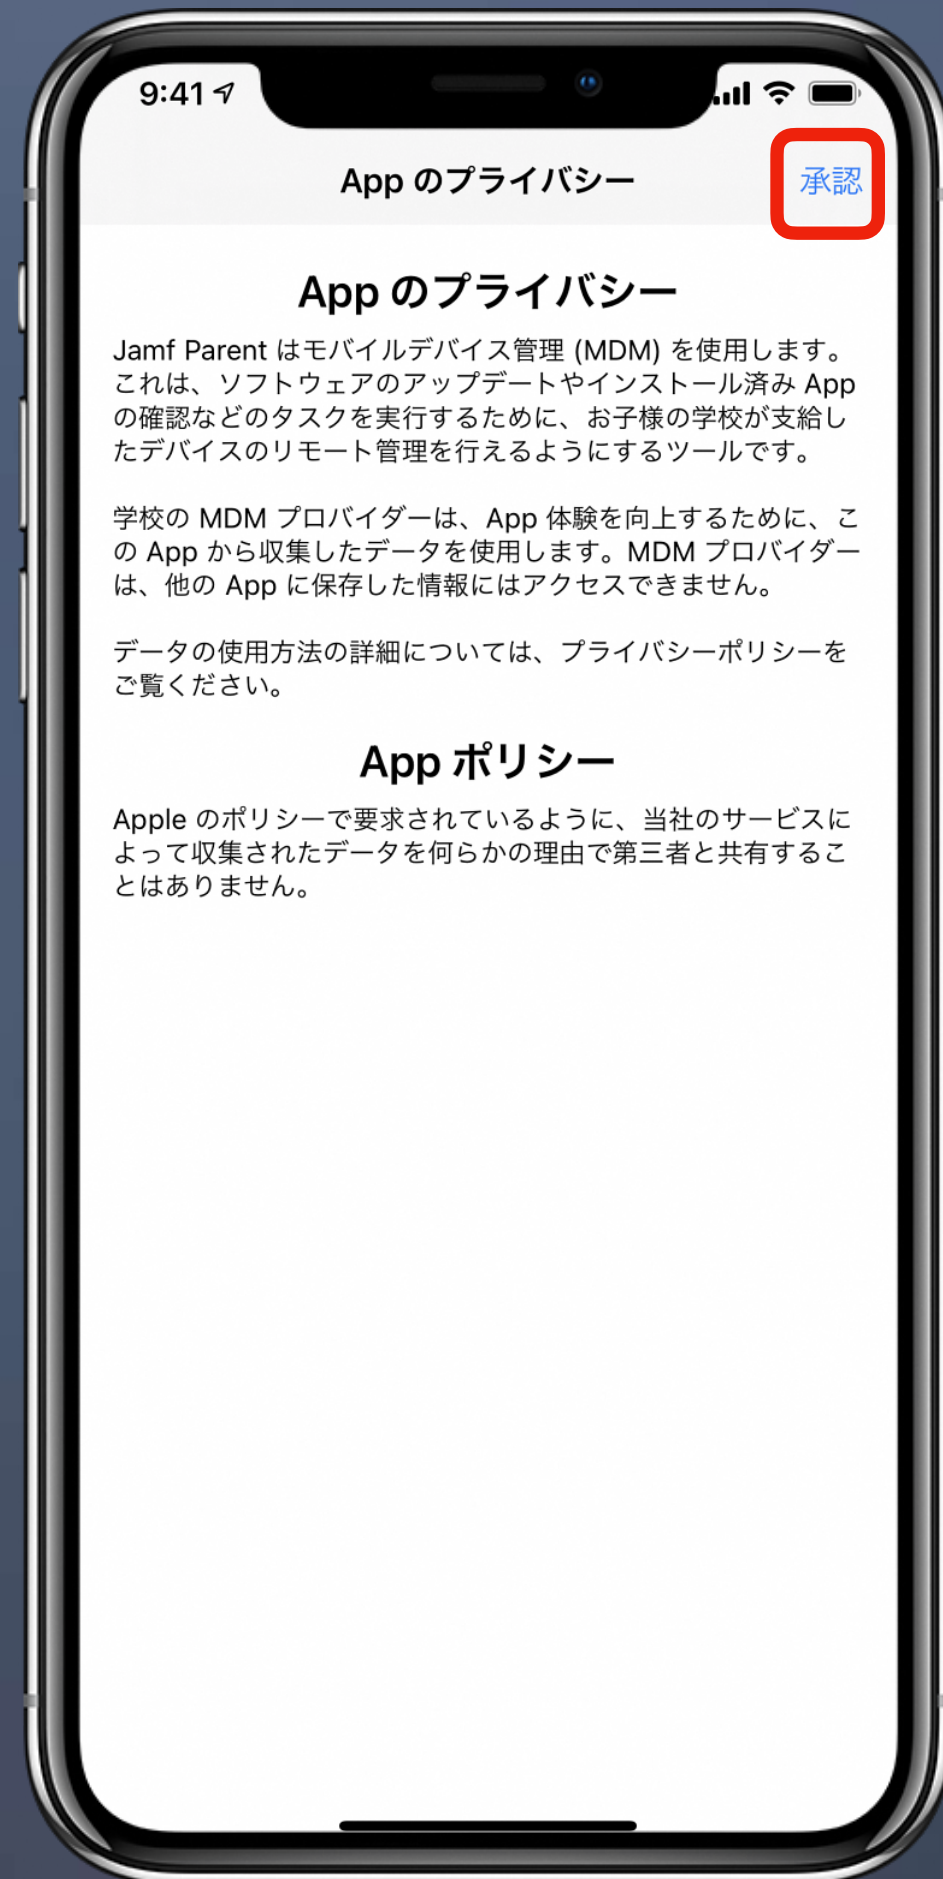 9:41
App のプライバシー
承認
App のプライバシー
Jamf Parent はモバイルデバイス管理 (MDM) を使用します。
これは、ソフトウェアのアップデートやインストール済み App
の確認などのタスクを実行するために、お子様の学校が支給し
たデバイスのリモート管理を行えるようにするツールです。
学校の MDM プロバイダーは、App 体験を向上するために、こ
の App から収集したデータを使用します。MDM プロバイダー
は、他の App に保存した情報にはアクセスできません。
データの使用方法の詳細については、プライバシーポリシーを
ご覧ください。
App ポリシー
Apple のポリシーで要求されているように、当社のサービスに
よって収集されたデータを何らかの理由で第三者と共有するこ
とはありません。